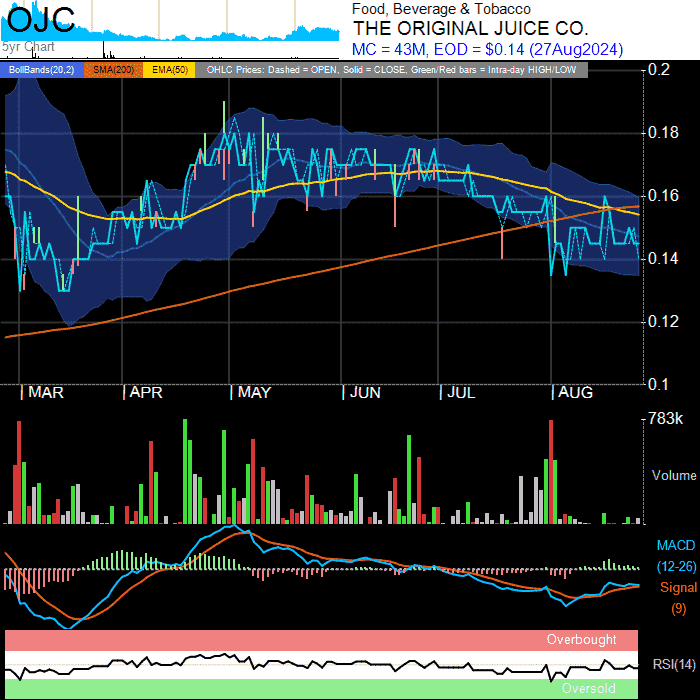 OJC
5yr Chart
Food, Beverage & Tobacco
THE ORIGINAL JUICE CO.
MC = 43M, EOD = $0.14 (27Aug2024)
BollBands(20,2) SMA(200) EMA(50) OHLC Prices: Dashed = OPEN, Solid = CLOSE, Green/Red bars = Intra-day HIGH/LOW
0.2
0.18
0.16
0.14
0.12
0.1
MAR APR MAY JUN JUL AUG
783k
Volume
MACD
(12-26)
Signal
(9)
Overbought
RSI(14)
Oversold